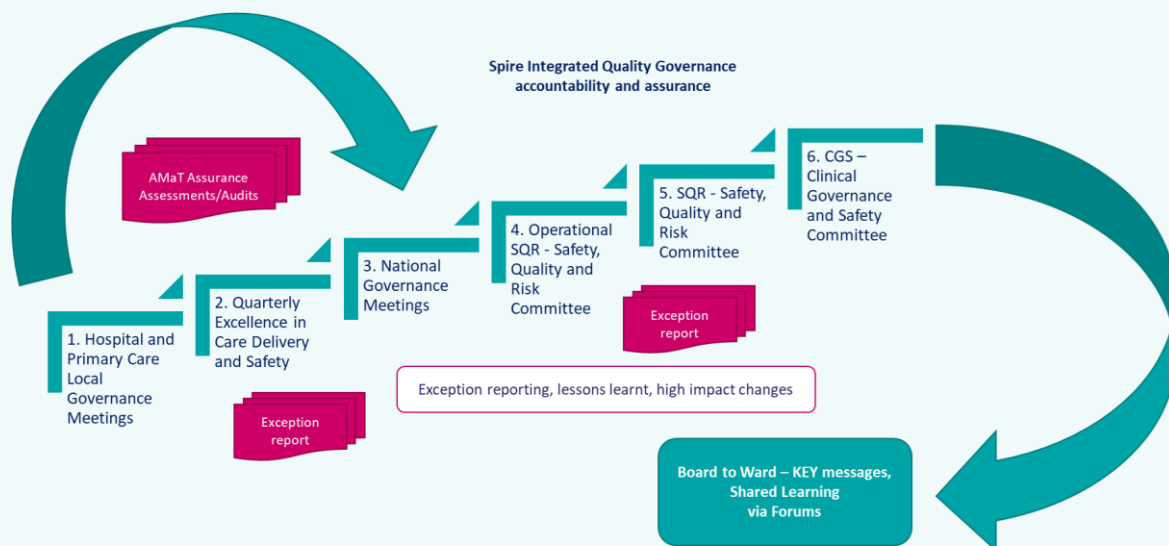 Spire Integrated Quality Governance
accountability and assurance
AMaT Assurance
Assessments/Audits
1. Hospital and
Primary Care
Local
Governance
Meetings
2. Quarterly
Excellence in
Care Delivery
and Safety
3. National
Governance
Meetings
4. Operational
SQR - Safety,
Quality and
Risk
Committee
5. SQR - Safety,
Quality and
Risk
Committee
6. CGS –
Clinical
Governance
and Safety
Committee
Exception
report
Exception
report
Exception reporting, lessons learnt, high impact changes
Board to Ward – KEY messages,
Shared Learning
via Forums